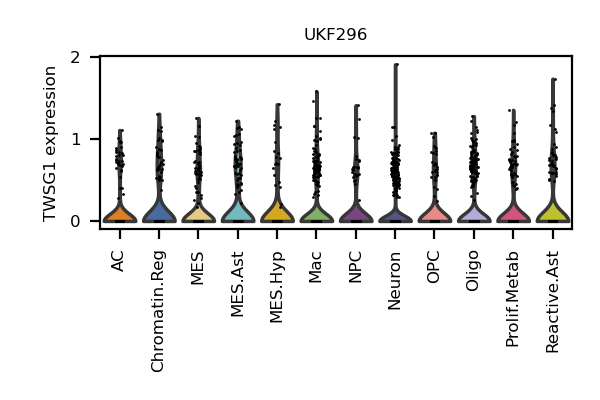 UKF296
TWSG1 expression
2
1
0
AC
Chromatin.Reg
MES
MES.Ast
MES.Hyp
Mac
NPC
Neuron
OPC
Oligo
Prolif.Metab
Reactive.Ast